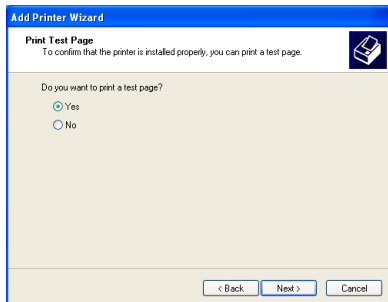 Add Printer Wizard
Print Test Page
To confirm that the printer is installed properly, you can print a test page.
Do you want to print a test page?
Yes
No
< Back Next > Cancel